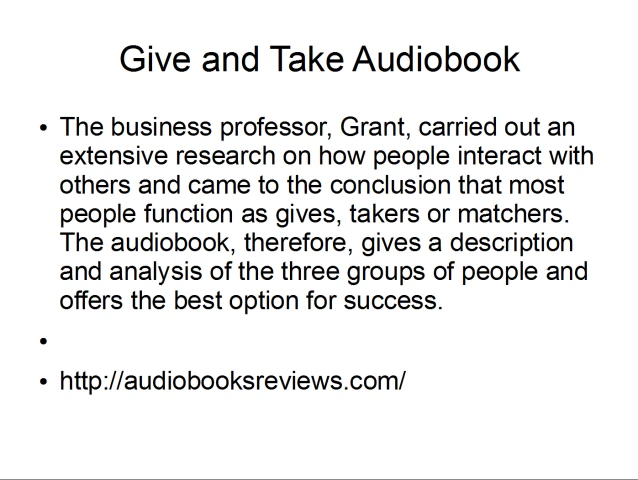 Give and Take Audiobook
• The business professor, Grant, carried out an
extensive research on how people interact with
others and came to the conclusion that most
people function as gives, takers or matchers.
The audiobook, therefore, gives a description
and analysis of the three groups of people and
offers the best option for success.
•
• http://audiobooksreviews.com/